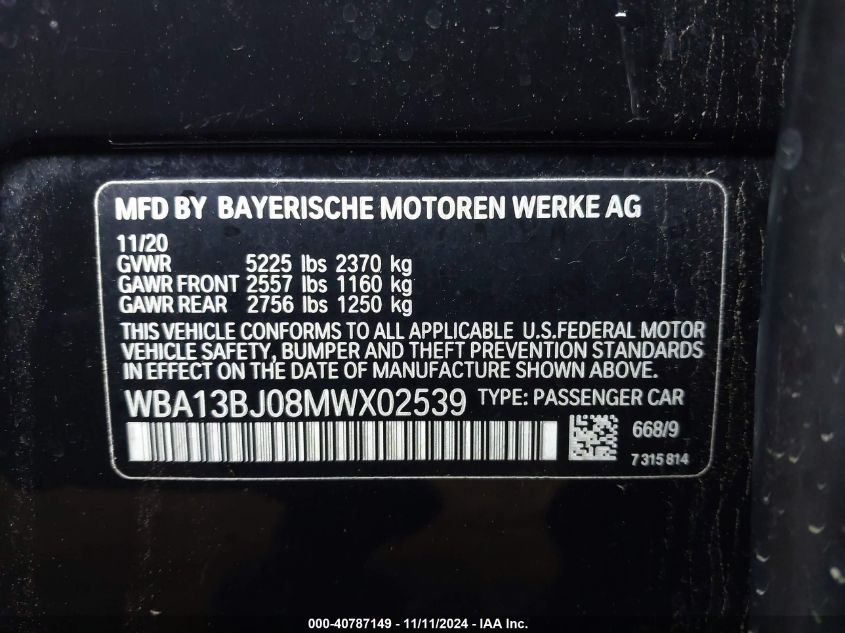 MFD BY BAYERISCHE MOTOREN WERKE AG
11/20
GVWR 5225 lbs 2370 kg
GAWR FRONT 2557 lbs 1160 kg
GAWR REAR 2756 lbs 1250 kg
THIS VEHICLE CONFORMS TO ALL APPLICABLE U.S.FEDERAL MOTOR
VEHICLE SAFETY, BUMPER AND THEFT PREVENTION STANDARDS
IN EFFECT ON THE DATE OF MANUFACTURE SHOWN ABOVE.
WBA13BJ08MWX02539 TYPE: PASSENGER CAR
668/9
7 315 814
000-40787149 - 11/11/2024 - IAA Inc.